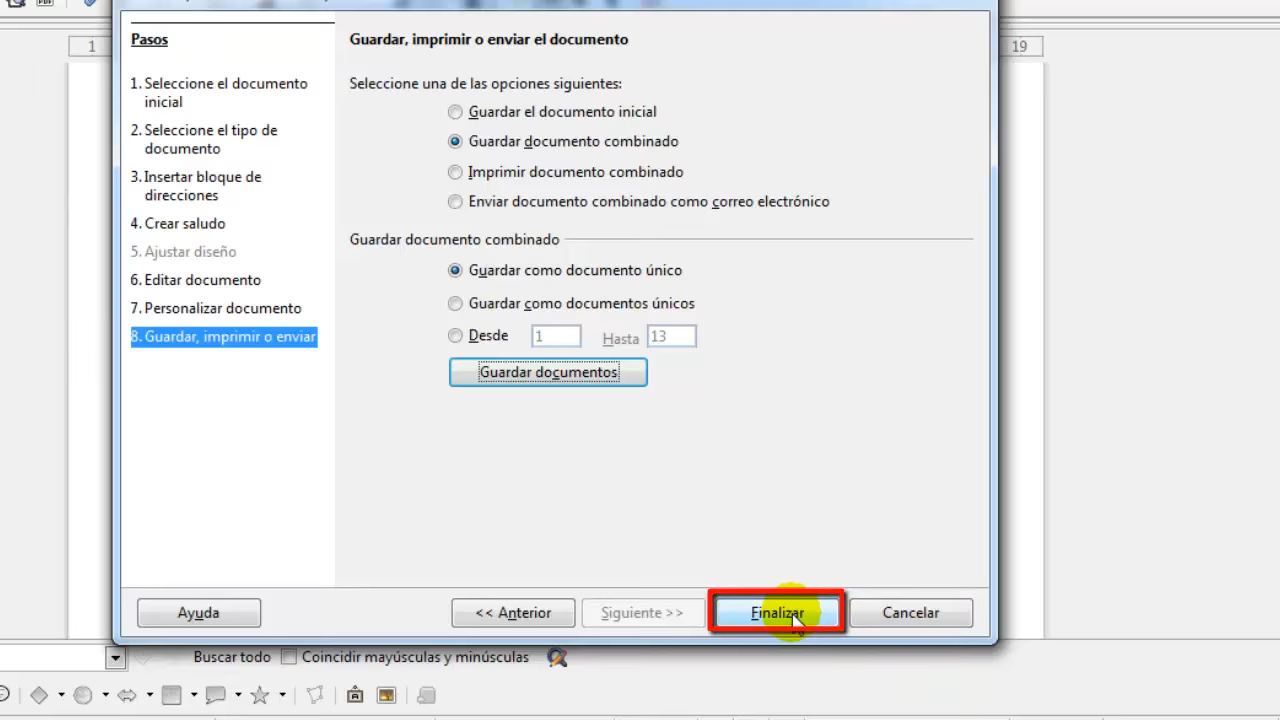 PDF
1
19
Pasos
1. Seleccione el documento
inicial
2. Seleccione el tipo de
documento
3. Insertar bloque de
direcciones
4. Crear saludo
5. Ajustar diseño
6. Editar documento
7. Personalizar documento
8. Guardar, imprimir o enviar
Guardar, imprimir o enviar el documento
Seleccione una de las opciones siguientes:
Guardar el documento inicial
Guardar documento combinado
Imprimir documento combinado
Enviar documento combinado como correo electrónico
Guardar documento combinado
Guardar como documento único
Guardar como documentos únicos
Desde 1 Hasta 13
Guardar documentos
Ayuda << Anterior Siguiente >> Finalizar Cancelar
Buscar todo Coincidir mayúsculas y minúsculas